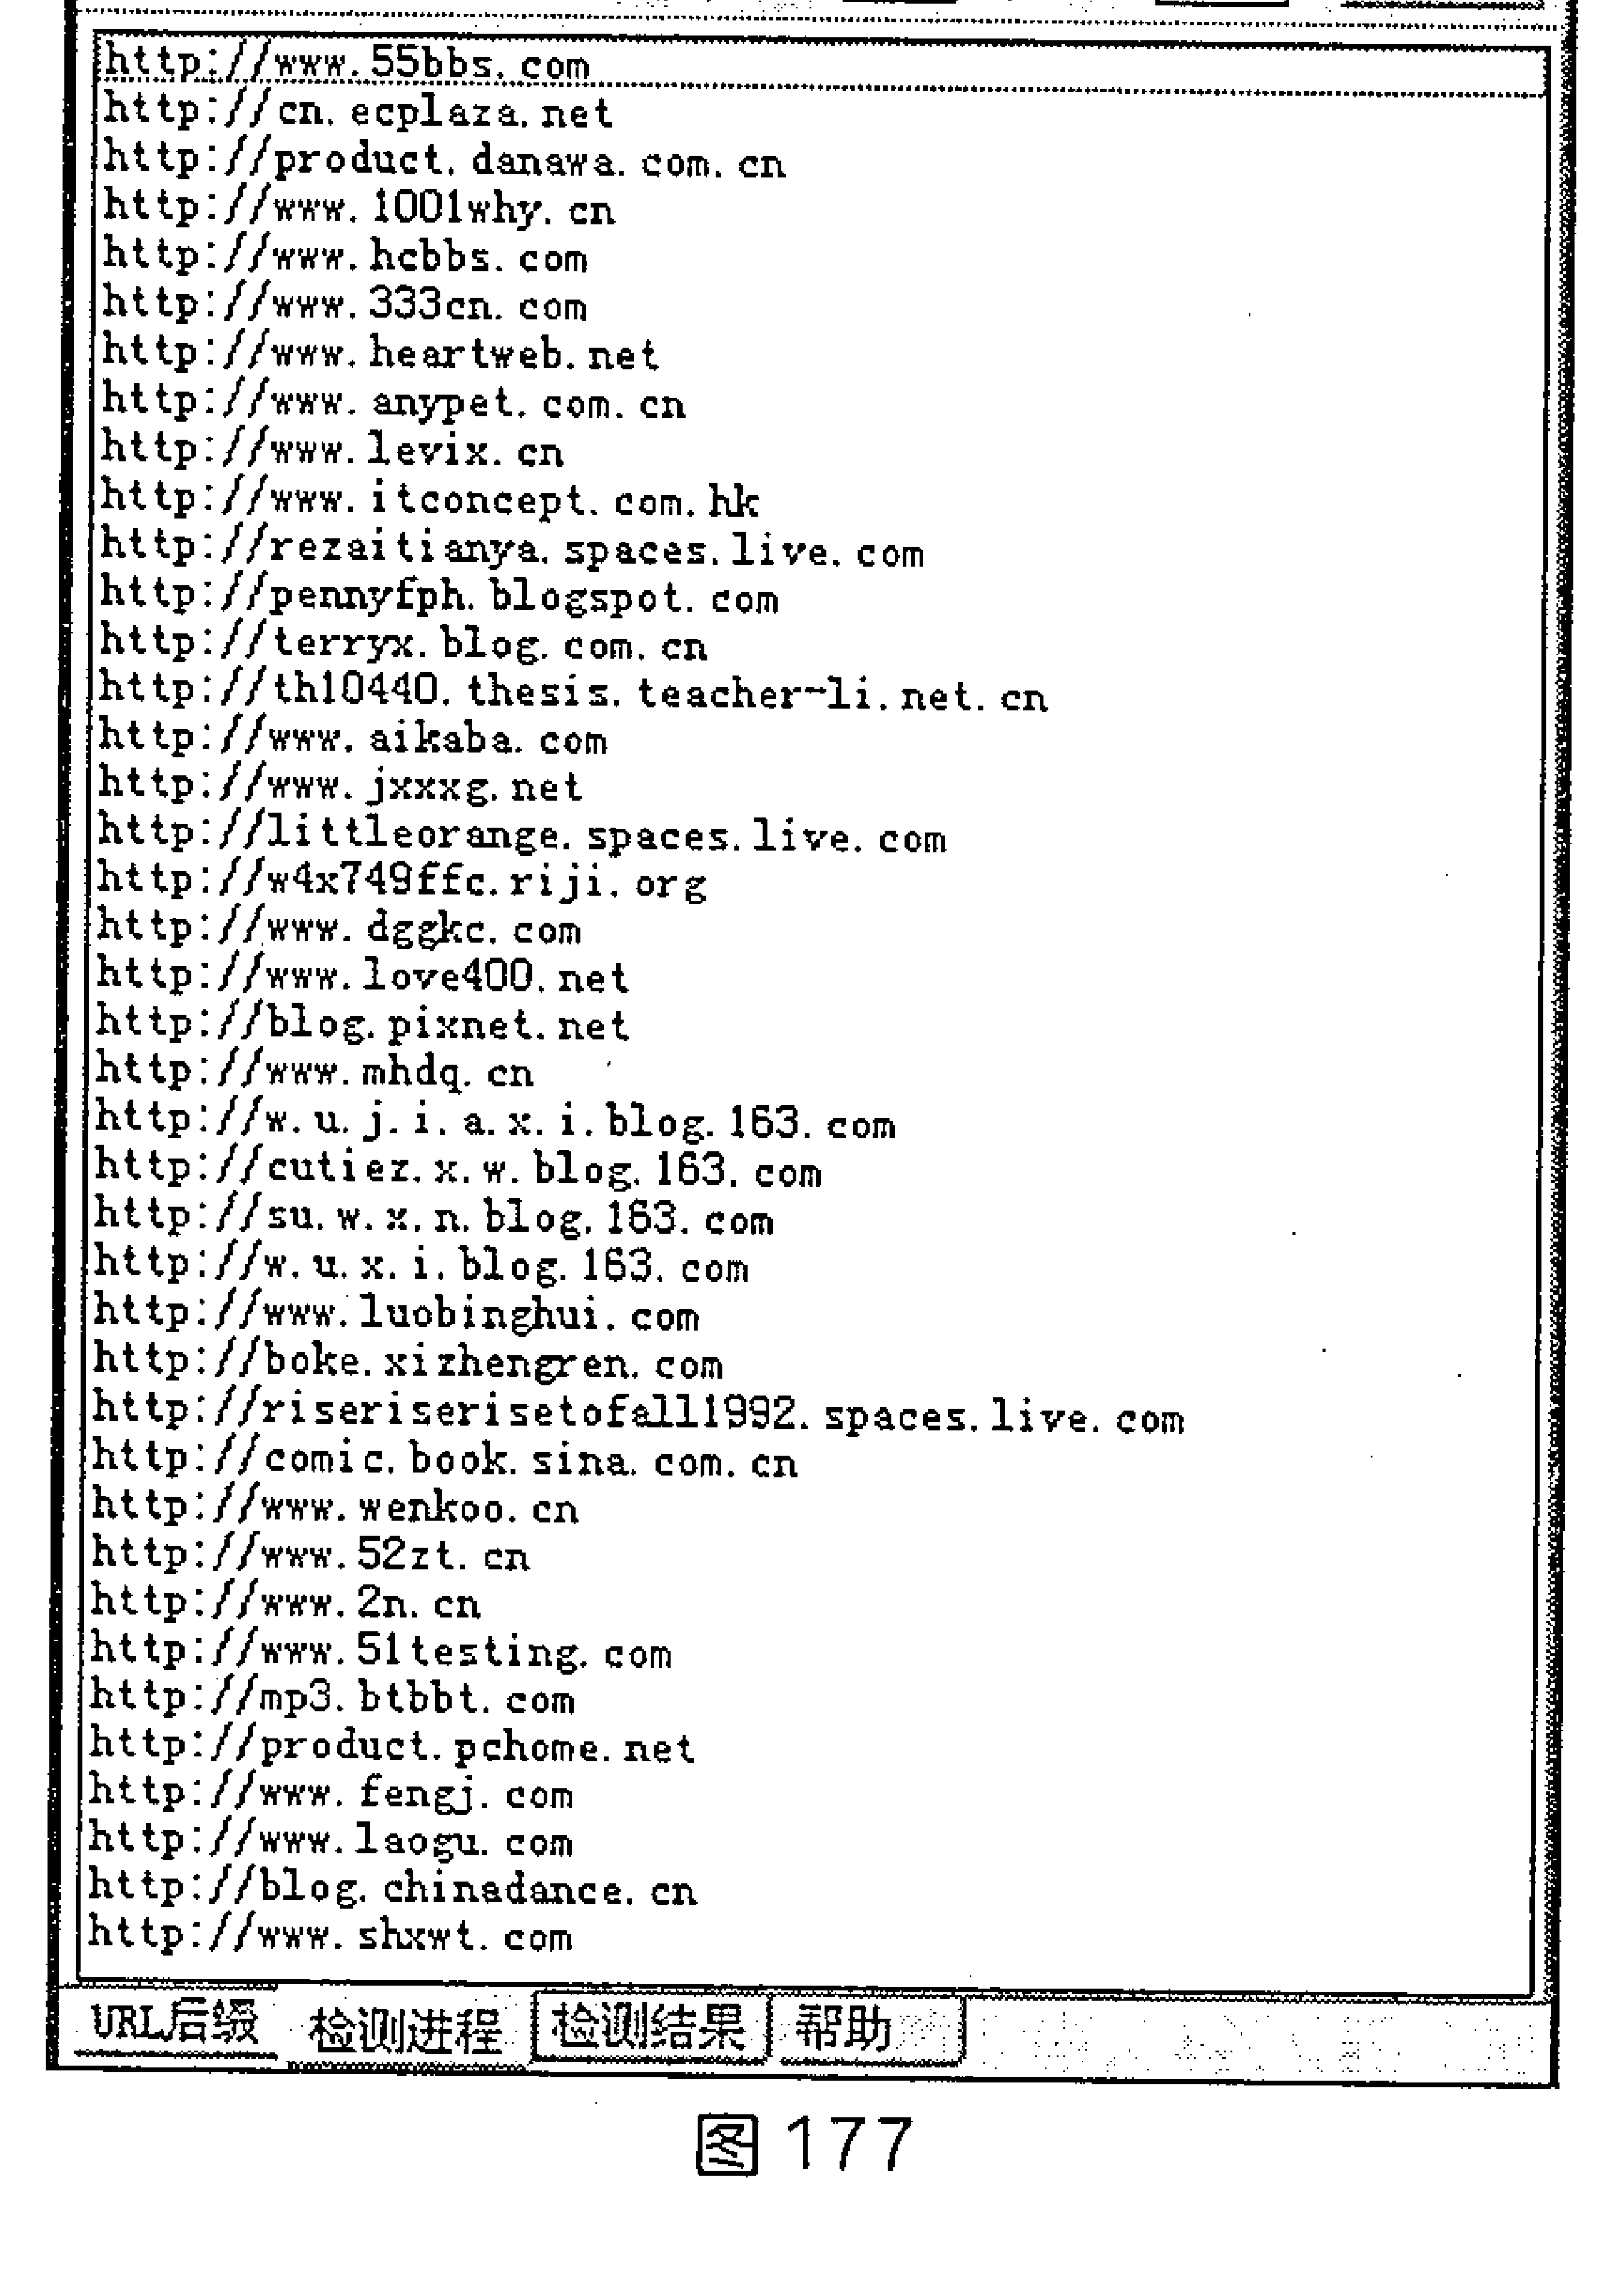 http://www.55bbs.com
http://cn.ecplaza.net
http://product.danawa.com.cn
http://www.1001why.cn
http://www.hcbbs.com
http://www.333cn.com
http://www.heartweb.net
http://www.anypet.com.cn
http://www.levix.cn
http://www.itconcept.com.hk
http://rezaitianya.spaces.live.com
http://pennyfph.blogspot.com
http://terryx.blog.com.cn
http://th10440.thesis.teacher-li.net.cn
http://www.aikaba.com
http://www.jxxxg.net
http://littleorange.spaces.live.com
http://w4x749ffc.riji.org
http://www.dggkc.com
http://www.love400.net
http://blog.pixnet.net
http://www.mhdq.cn
http://w.u.j.i.a.x.i.blog.163.com
http://cutiez.x.w.blog.163.com
http://su.w.x.n.blog.163.com
http://w.u.x.i.blog.163.com
http://www.luobinghui.com
http://boke.xizhengren.com
http://riseriserisetofall1992.spaces.live.com
http://comic.book.sina.com.cn
http://www.wenkoo.cn
http://www.52zt.cn
http://www.2n.cn
http://www.51testing.com
http://mp3.btbbt.com
http://product.pchome.net
http://www.fengj.com
http://www.laogu.com
http://blog.chinadance.cn
http://www.shxwt.com
URL后缀 检测进程 检测结果 帮助
图177